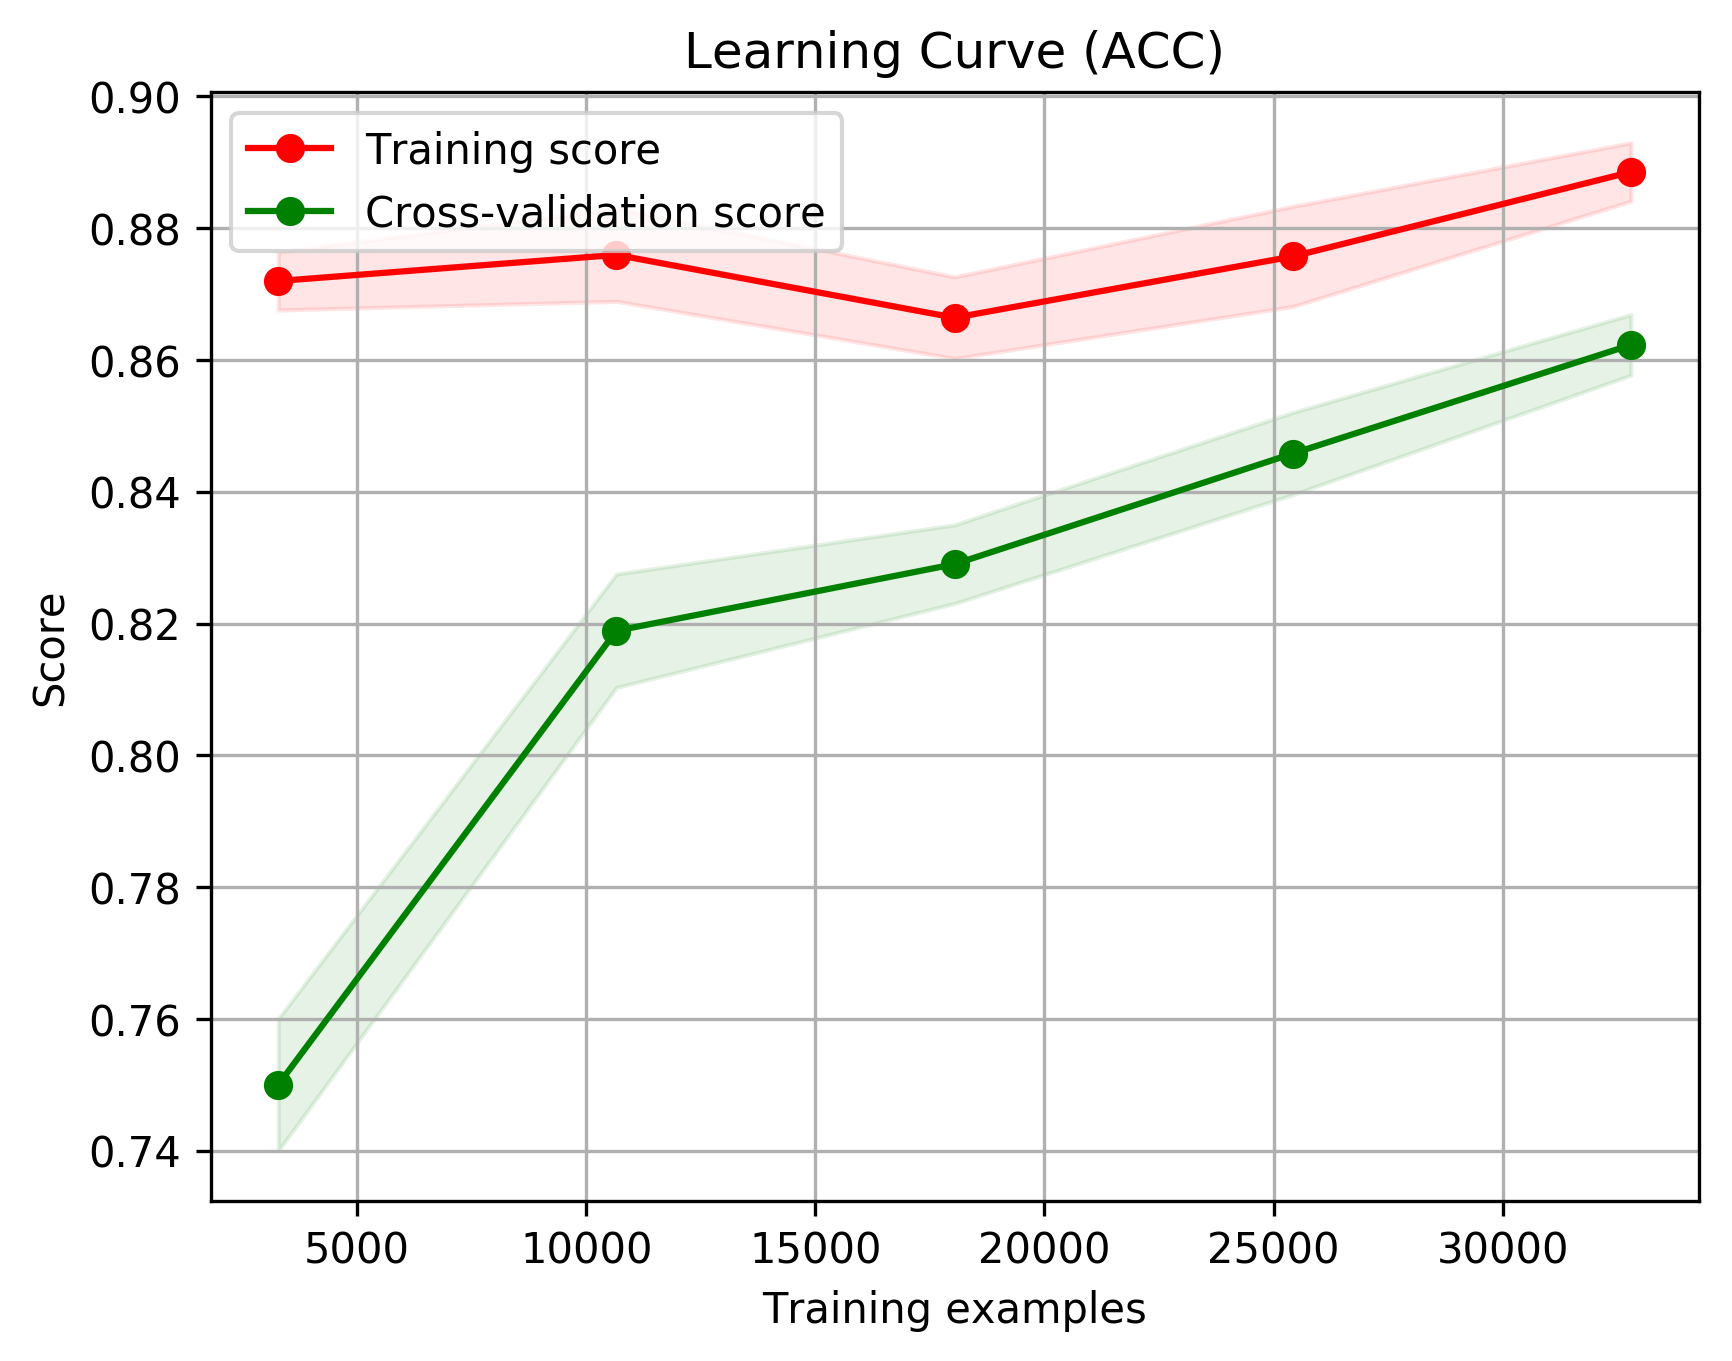 Learning Curve (ACC)
Training score
Cross-validation score
0.90
0.88
0.86
0.84
0.82
0.80
0.78
0.76
0.74
Score
5000 10000 15000 20000 25000 30000
Training examples